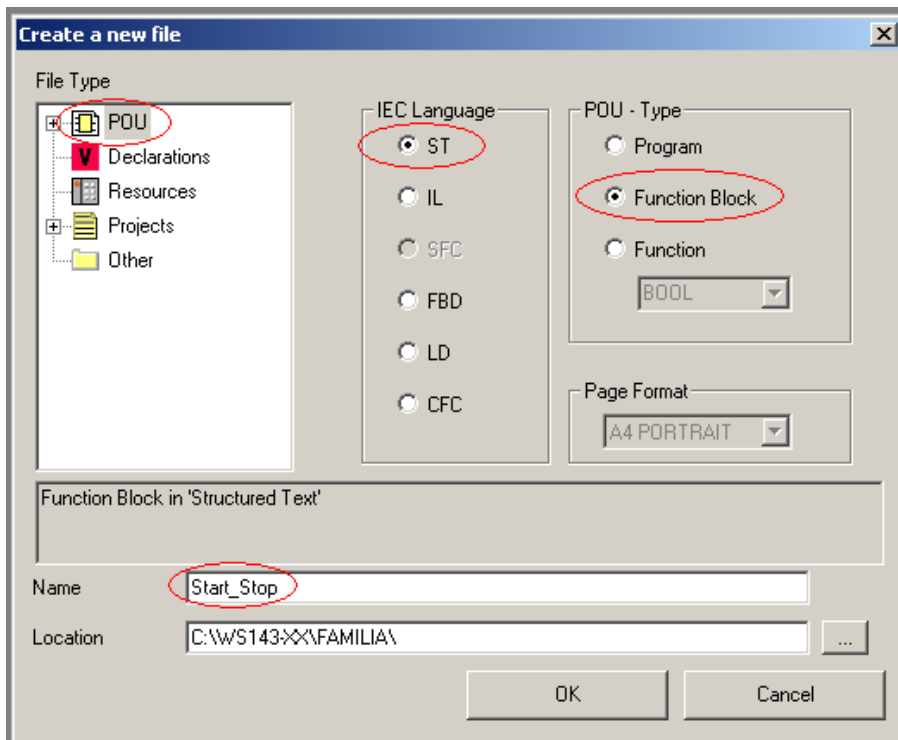 Create a new file
File Type
POU
Declarations
Resources
Projects
Other
IEC Language
ST
IL
SFC
FBD
LD
CFC
POU - Type
Program
Function Block
Function
BOOL
Page Format
A4 PORTRAIT
Function Block in 'Structured Text'
Name
Start_Stop
Location
C:\WS143-XX\FAMILIA\
...
OK
Cancel